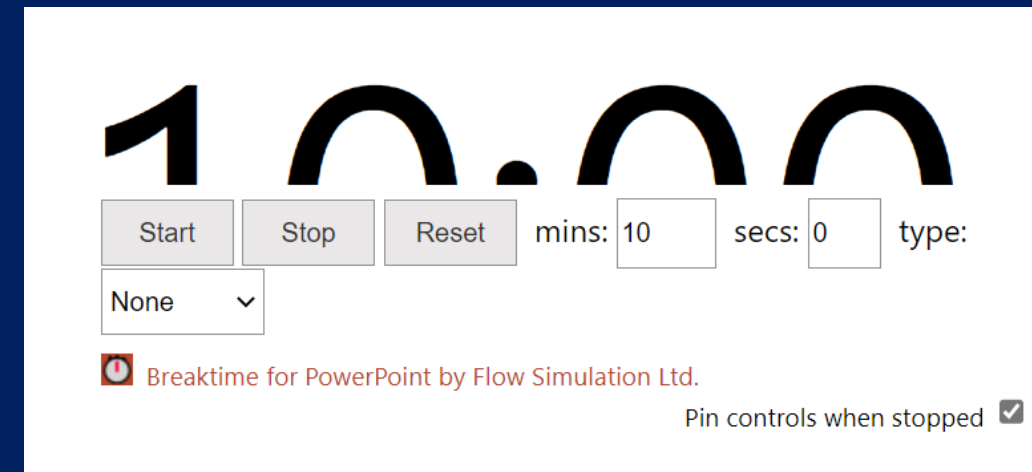 10:00
Start Stop Reset mins: 10 secs: 0 type:
None
Breaktime for PowerPoint by Flow Simulation Ltd.
Pin controls when stopped